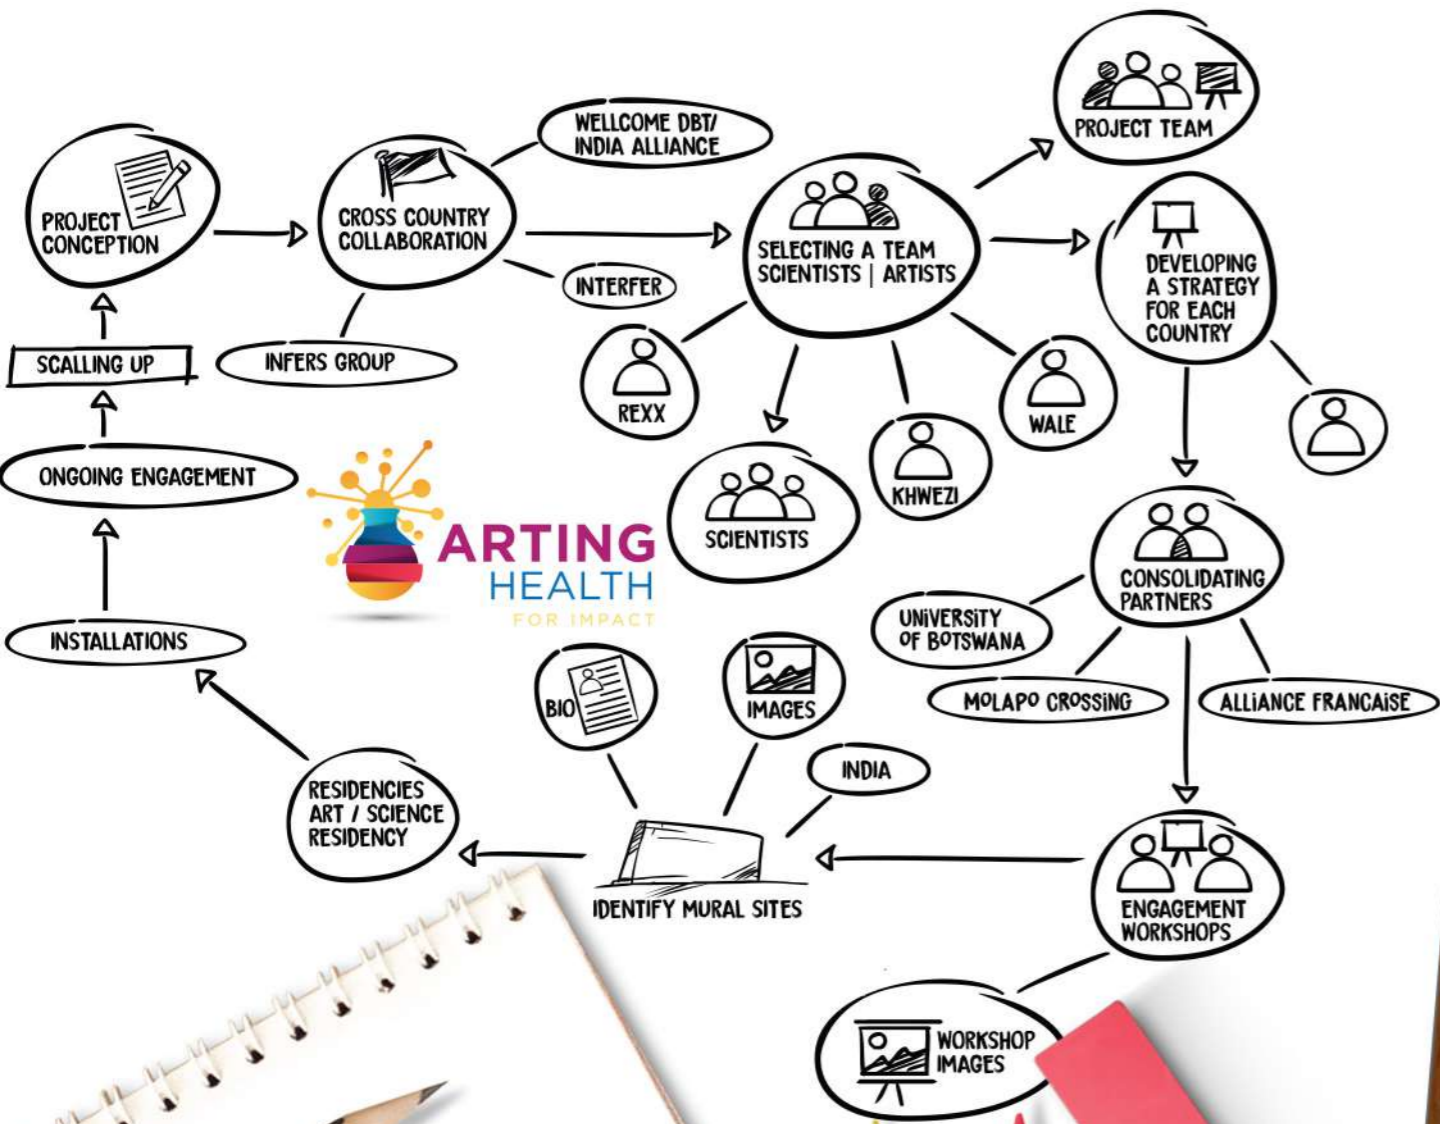 PROJECT TEAM
WELLCOME DBT/
INDIA ALLIANCE
PROJECT
CONCEPTION
CROSS COUNTRY
COLLABORATION
SELECTING A TEAM
SCIENTISTS | ARTISTS
DEVELOPING
A STRATEGY
FOR EACH
COUNTRY
INTERFER
SCALLING UP
INFERS GROUP
REXX
WALE
KHWEZI
SCIENTISTS
ONGOING ENGAGEMENT
ARTING
HEALTH
FOR IMPACT
CONSOLIDATING
PARTNERS
UNIVERSITY
OF BOTSWANA
MOLAPO CROSSING
ALLIANCE FRANCAISE
INSTALLATIONS
BIO
IMAGES
INDIA
RESIDENCIES
ART / SCIENCE
RESIDENCY
IDENTIFY MURAL SITES
ENGAGEMENT
WORKSHOPS
WORKSHOP
IMAGES